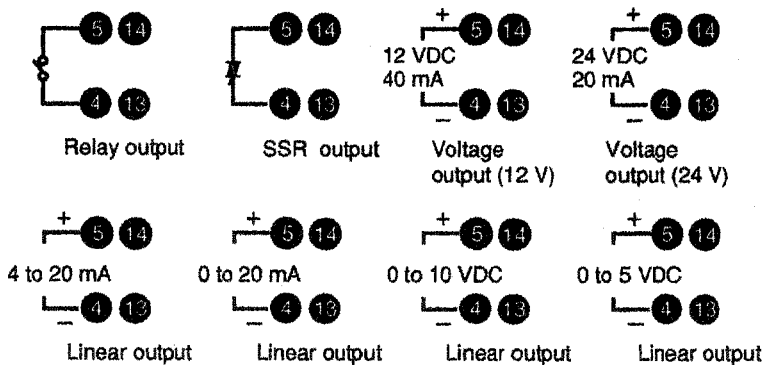 5 14
4 13
Relay output
5 14
4 13
SSR output
+
5 14
12 VDC
40 mA
4 13
−
Voltage
output (12 V)
+
5 14
24 VDC
20 mA
4 13
−
Voltage
output (24 V)
+
5 14
4 to 20 mA
4 13
−
Linear output
+
5 14
0 to 20 mA
4 13
−
Linear output
+
5 14
0 to 10 VDC
4 13
−
Linear output
+
5 14
0 to 5 VDC
4 13
−
Linear output